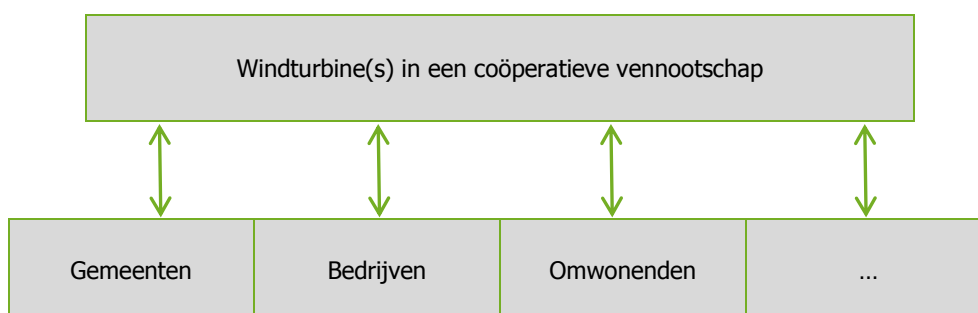 Windturbine(s) in een coöperatieve vennootschap
Gemeenten
Bedrijven
Omwonenden
...